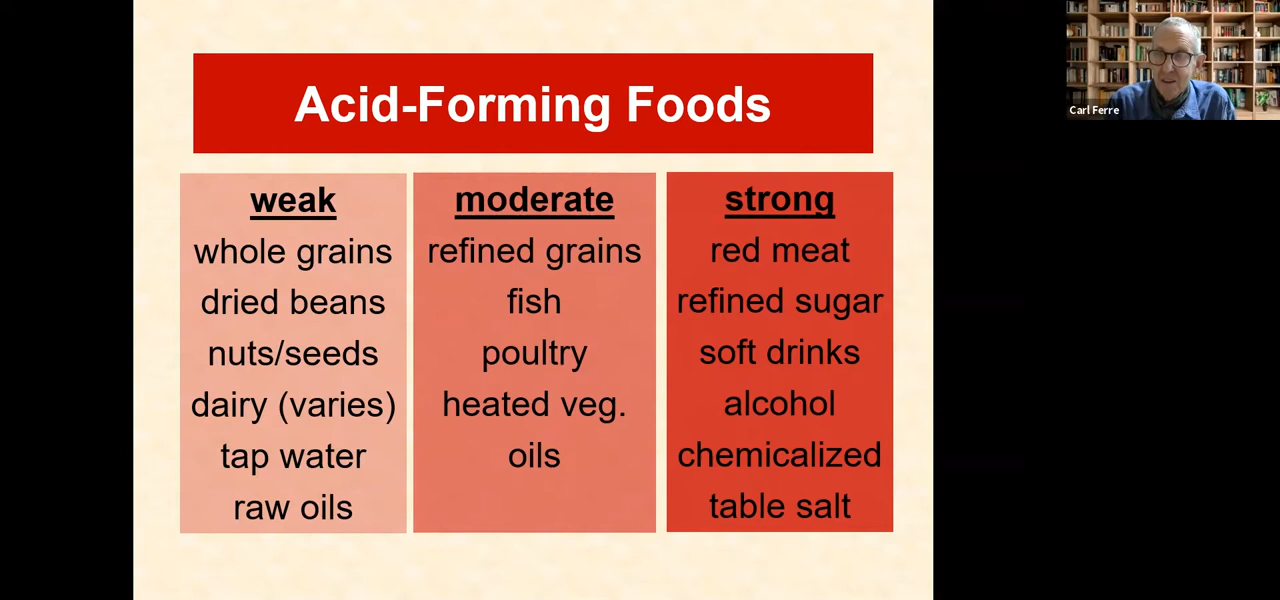 Acid-Forming Foods
weak
whole grains
dried beans
nuts/seeds
dairy (varies)
tap water
raw oils
moderate
refined grains
fish
poultry
heated veg.
oils
strong
red meat
refined sugar
soft drinks
alcohol
chemicalized
table salt
Carl Ferre